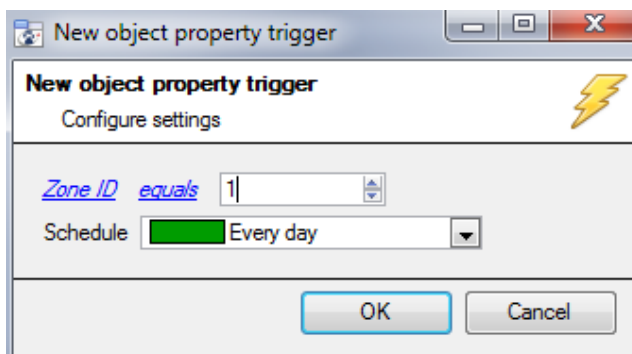 New object property trigger
New object property trigger
Configure settings
Zone ID equals 1
Schedule Every day
OK Cancel